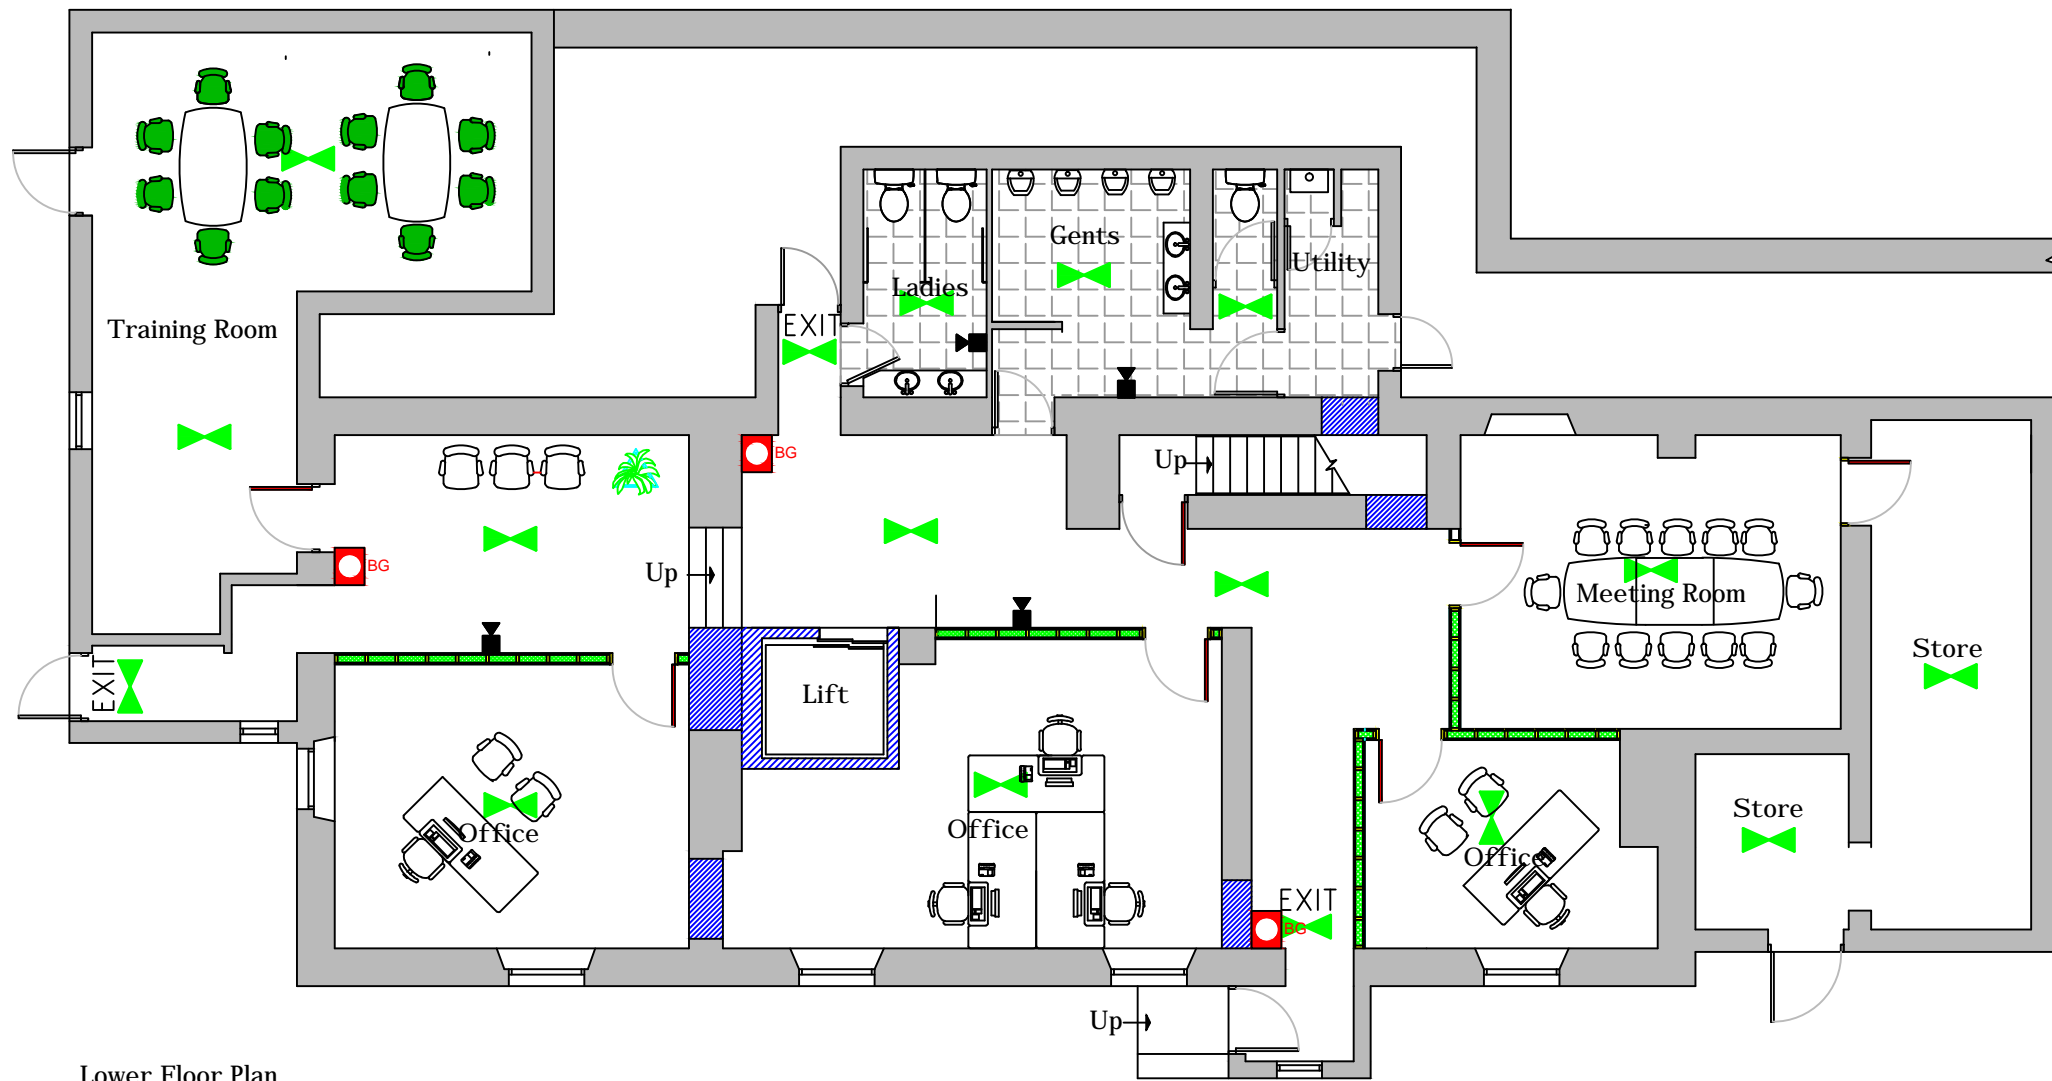 Gents
Utility
Ladies
EXIT
Training Room
BG
Up
BG
Up
Meeting Room
Store
EXIT
Lift
Store
Office
Office
Office
EXIT
BG
Up
Lower Floor Plan